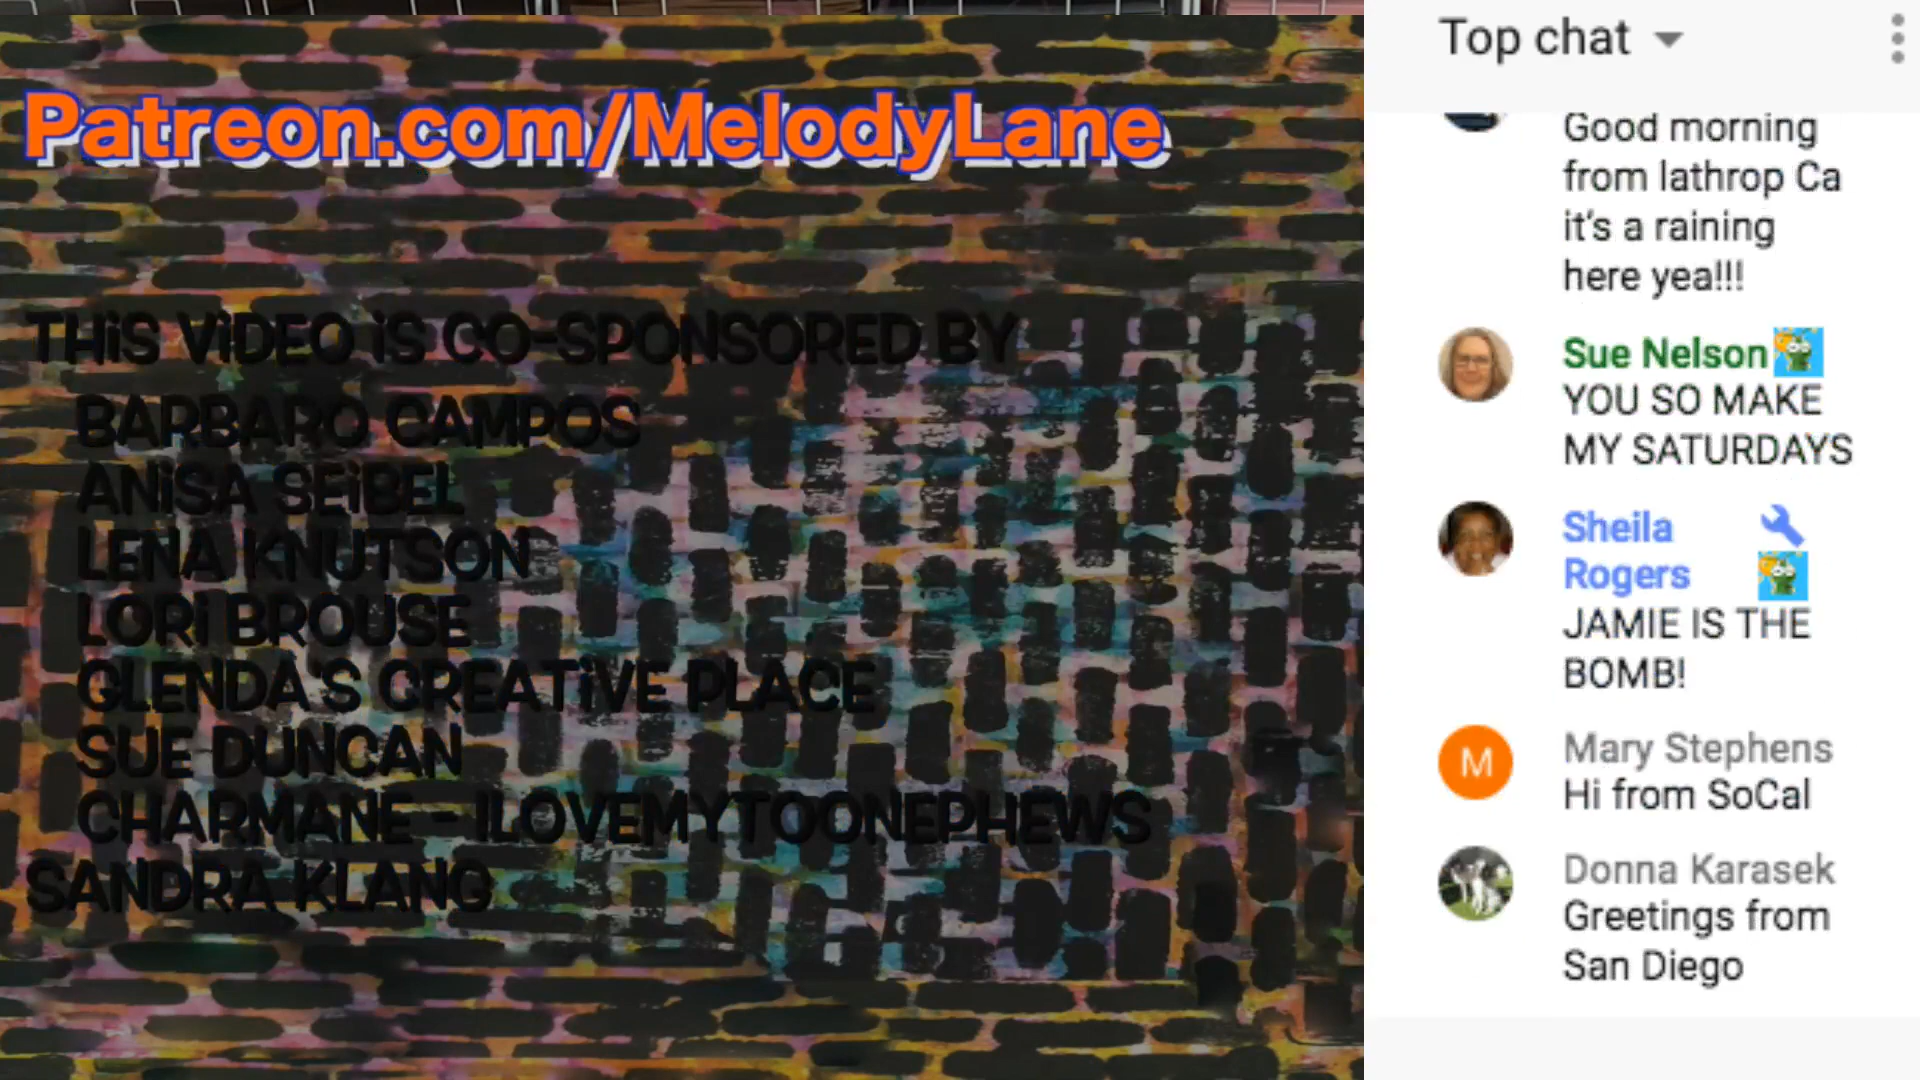 Patreon.com/MelodyLane
THiS ViDEO iS CO-SPONSORED BY
BARBARO CAMPOS
ANiSA SEiBEL
LENA KNUTSON
LORi BROUSE
GLENDA'S CREATiVE PLACE
SUE DUNCAN
CHARMANE - ILOVEMYTOONEPHEWS
SANDRA KLANG
Top chat
Good morning
from lathrop Ca
it's a raining
here yea!!!
Sue Nelson
YOU SO MAKE
MY SATURDAYS
Sheila
Rogers
JAMIE IS THE
BOMB!
M
Mary Stephens
Hi from SoCal
Donna Karasek
Greetings from
San Diego